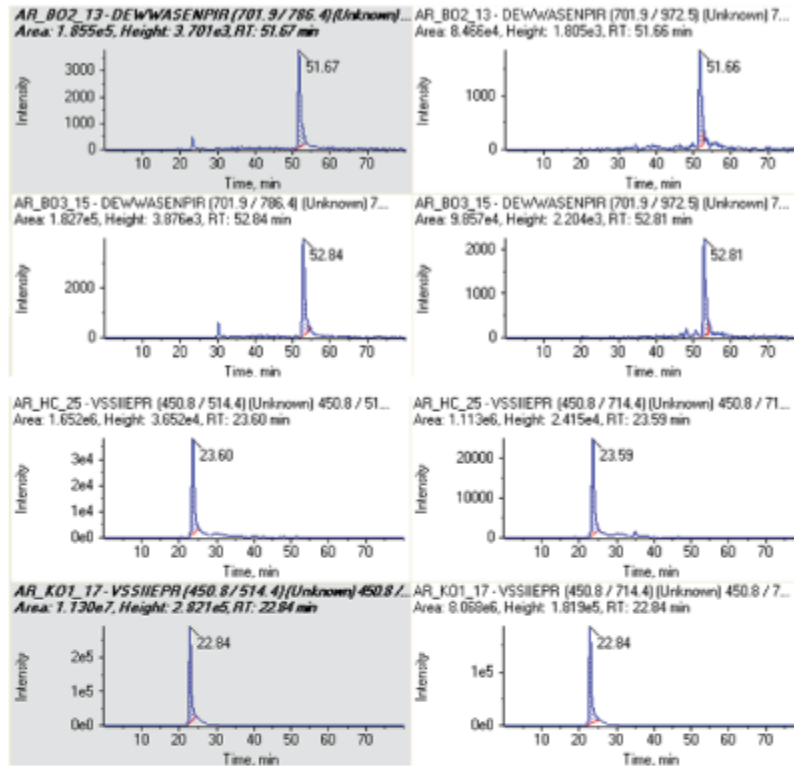 AR_BO2_13 - DEWWASENPIR (701.9 / 786.4) (Unknown)...
Area: 1.855e5, Height: 3.701e3, RT: 51.67 min
51.67
3000
2000
1000
0
Intensity
10 20 30 40 50 60 70
Time, min
AR_BO2_13 - DEWWASENPIR (701.9 / 972.5) (Unknown) 7...
Area: 8.466e4, Height: 1.805e3, RT: 51.66 min
51.66
1000
0
Intensity
10 20 30 40 50 60 70
Time, min
AR_BO3_15 - DEWWASENPIR (701.9 / 786.4) (Unknown) 7...
Area: 1.827e5, Height: 3.876e3, RT: 52.84 min
52.84
2000
0
Intensity
10 20 30 40 50 60 70
Time, min
AR_BO3_15 - DEWWASENPIR (701.9 / 972.5) (Unknown) 7...
Area: 9.857e4, Height: 2.204e3, RT: 52.81 min
52.81
2000
1000
0
Intensity
10 20 30 40 50 60 70
Time, min
AR_HC_25 - VSSIIEPR (450.8 / 514.4) (Unknown) 450.8 / 51...
Area: 1.652e6, Height: 3.652e4, RT: 23.60 min
23.60
3e4
2e4
1e4
0e0
Intensity
10 20 30 40 50 60 70
Time, min
AR_HC_25 - VSSIIEPR (450.8 / 714.4) (Unknown) 450.8 / 71...
Area: 1.113e6, Height: 2.415e4, RT: 23.59 min
23.59
20000
10000
0
Intensity
10 20 30 40 50 60 70
Time, min
AR_KO1_17 - VSSIIEPR (450.8 / 514.4) (Unknown) 450.8 /...
Area: 1.130e7, Height: 2.821e5, RT: 22.84 min
22.84
2e5
1e5
0e0
Intensity
10 20 30 40 50 60 70
Time, min
AR_KO1_17 - VSSIIEPR (450.8 / 714.4) (Unknown) 450.8 / 7...
Area: 8.068e6, Height: 1.819e5, RT: 22.84 min
22.84
1e5
0e0
Intensity
10 20 30 40 50 60 70
Time, min